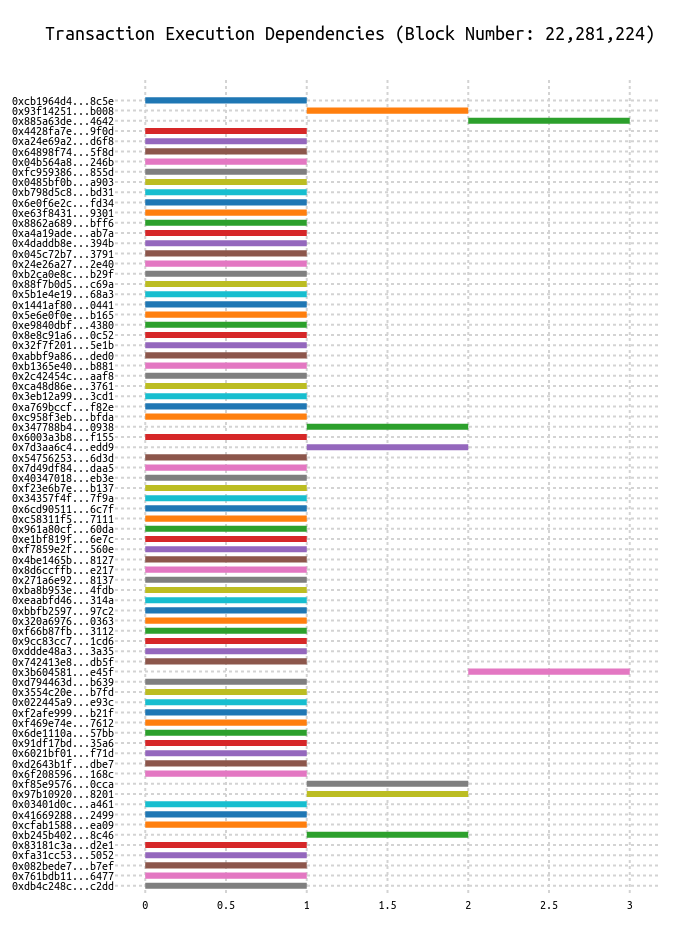 Transaction Execution Dependencies (Block Number: 22,281,224)
0xcb1964d4...8c5e
0x93f14251...b008
0x885a63de...4642
0x4428fa7e...9f0d
0xa24e69a2...d6f8
0x64898f74...5f8d
0x04b564a8...246b
0xfc959386...855d
0x0485bf0b...a903
0xb798d5c8...bd31
0x6e0f6e2c...fd34
0xe63f8431...9301
0x8862a689...bff6
0xa4a19ade...ab7a
0x4daddb8e...394b
0x045c72b7...3791
0x24e26a27...2e40
0xb2ca0e8c...b29f
0x88f7b0d5...c69a
0x5b1e4e19...68a3
0x1441af80...0441
0x5e6e0f0e...b165
0xe9840dbf...4380
0x8e8c91a6...0c52
0x32f7f201...5e1b
0xabbf9a86...ded0
0xb1365e40...b881
0x2c42454c...aaf8
0xca48d86e...3761
0x3eb12a99...3cd1
0xa769bccf...f82e
0xc958f3eb...bfda
0x347788b4...0938
0x6003a3b8...f155
0x7d3aa6c4...edd9
0x54756253...6d3d
0x7d49df84...daa5
0x40347018...eb3e
0xf23e6b7e...b137
0x34357f4f...7f9a
0x6cd90511...6c7f
0xc58311f5...7111
0x961a80cf...60da
0xe1bf819f...6e7c
0xf7859e2f...560e
0x4be1465b...8127
0x8d6ccffb...e217
0x271a6e92...8137
0xba8b953e...4fdb
0xeaabfd46...314a
0xbbfb2597...97c2
0x320a6976...0363
0xf66b87fb...3112
0x9cc83cc7...1cd6
0xddde48a3...3a35
0x742413e8...db5f
0x3b604581...e45f
0xd794463d...b639
0x3554c20e...b7fd
0x022445a9...e93c
0xf2afe999...b21f
0xf469e74e...7612
0x6de1110a...57bb
0x91df17bd...35a6
0x6021bf01...f71d
0xd2643b1f...dbe7
0x6f208596...168c
0xf85e9576...0cca
0x97b10920...8201
0x03401d0c...a461
0x41669288...2499
0xcfab1588...ea09
0xb245b402...8c46
0x83181c3a...d2e1
0xfa31cc53...5052
0x082bede7...b7ef
0x761bdb11...6477
0xdb4c248c...c2dd
0 0.5 1 1.5 2 2.5 3